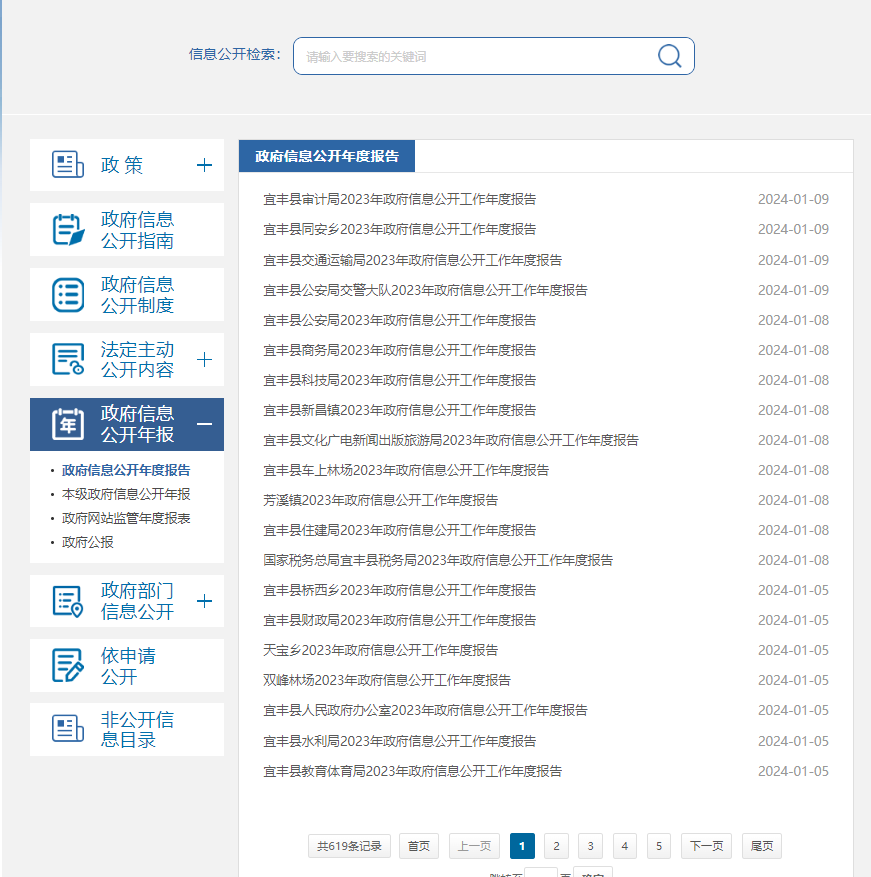 信息公开检索：
请输入要搜索的关键词
政 策
政府信息
公开指南
政府信息
公开制度
法定主动
公开内容
年
政府信息
公开年报
政府信息公开年度报告
本级政府信息公开年报
政府网站监管年度报表
政府公报
政府部门
信息公开
依申请
公开
非公开信
息目录
政府信息公开年度报告
宜丰县审计局2023年政府信息公开工作年度报告 2024-01-09
宜丰县同安乡2023年政府信息公开工作年度报告 2024-01-09
宜丰县交通运输局2023年政府信息公开工作年度报告 2024-01-09
宜丰县公安局交警大队2023年政府信息公开工作年度报告 2024-01-09
宜丰县公安局2023年政府信息公开工作年度报告 2024-01-08
宜丰县商务局2023年政府信息公开工作年度报告 2024-01-08
宜丰县科技局2023年政府信息公开工作年度报告 2024-01-08
宜丰县新昌镇2023年政府信息公开工作年度报告 2024-01-08
宜丰县文化广电新闻出版旅游局2023年政府信息公开工作年度报告 2024-01-08
宜丰县车上林场2023年政府信息公开工作年度报告 2024-01-08
芳溪镇2023年政府信息公开工作年度报告 2024-01-08
宜丰县住建局2023年政府信息公开工作年度报告 2024-01-08
国家税务总局宜丰县税务局2023年政府信息公开工作年度报告 2024-01-08
宜丰县桥西乡2023年政府信息公开工作年度报告 2024-01-05
宜丰县财政局2023年政府信息公开工作年度报告 2024-01-05
天宝乡2023年政府信息公开工作年度报告 2024-01-05
双峰林场2023年政府信息公开工作年度报告 2024-01-05
宜丰县人民政府办公室2023年政府信息公开工作年度报告 2024-01-05
宜丰县水利局2023年政府信息公开工作年度报告 2024-01-05
宜丰县教育体育局2023年政府信息公开工作年度报告 2024-01-05
共619条记录 首页 上一页 1 2 3 4 5 下一页 尾页